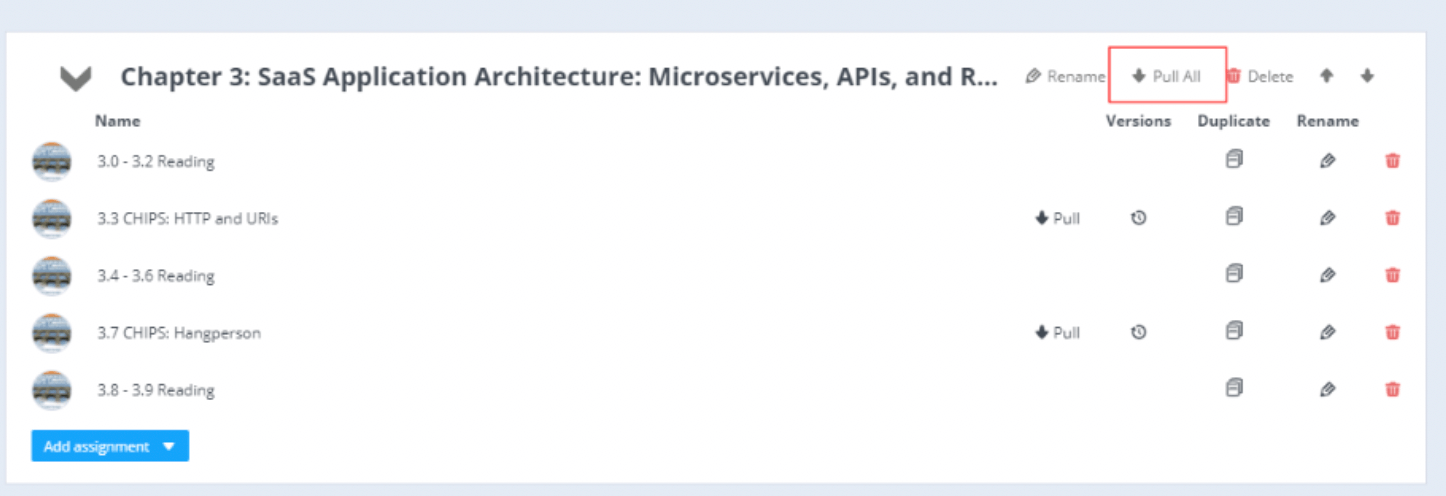 Chapter 3: SaaS Application Architecture: Microservices, APIs, and R... Rename Pull All Delete
Name Versions Duplicate Rename
3.0 - 3.2 Reading
3.3 CHIPS: HTTP and URIs Pull
3.4 - 3.6 Reading
3.7 CHIPS: Hangperson Pull
3.8 - 3.9 Reading
Add assignment